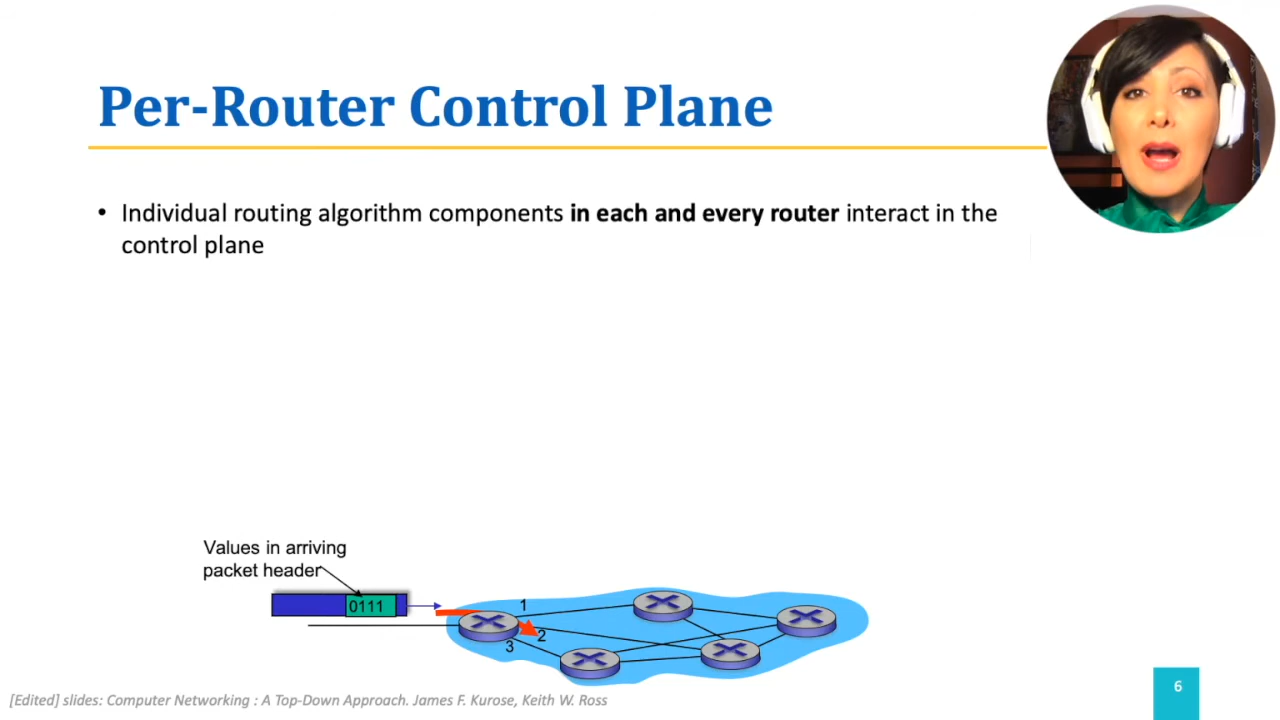 Per-Router Control Plane
• Individual routing algorithm components in each and every router interact in the
control plane
Values in arriving
packet header
0111
1
2
3
6
[Edited] slides: Computer Networking : A Top-Down Approach. James F. Kurose, Keith W. Ross